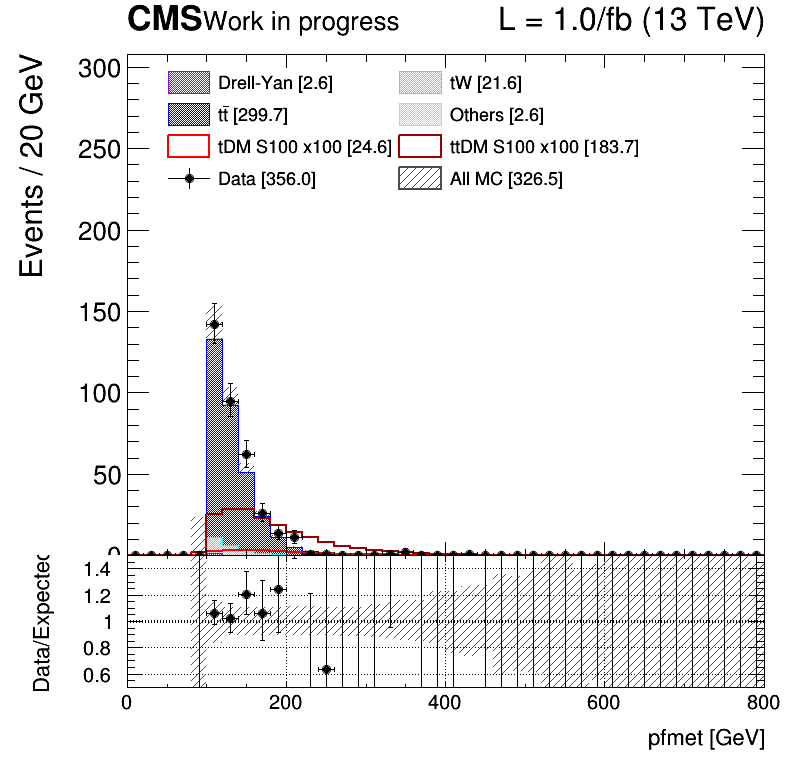 CMS Work in progress L = 1.0/fb (13 TeV)
Events / 20 GeV
300
250
200
150
100
50
0
Drell-Yan [2.6] tW [21.6]
tt̄ [299.7] Others [2.6]
tDM S100 x100 [24.6] ttDM S100 x100 [183.7]
Data [356.0] All MC [326.5]
Data/Expected
1.4
1.2
1
0.8
0.6
0 200 400 600 800
pfmet [GeV]